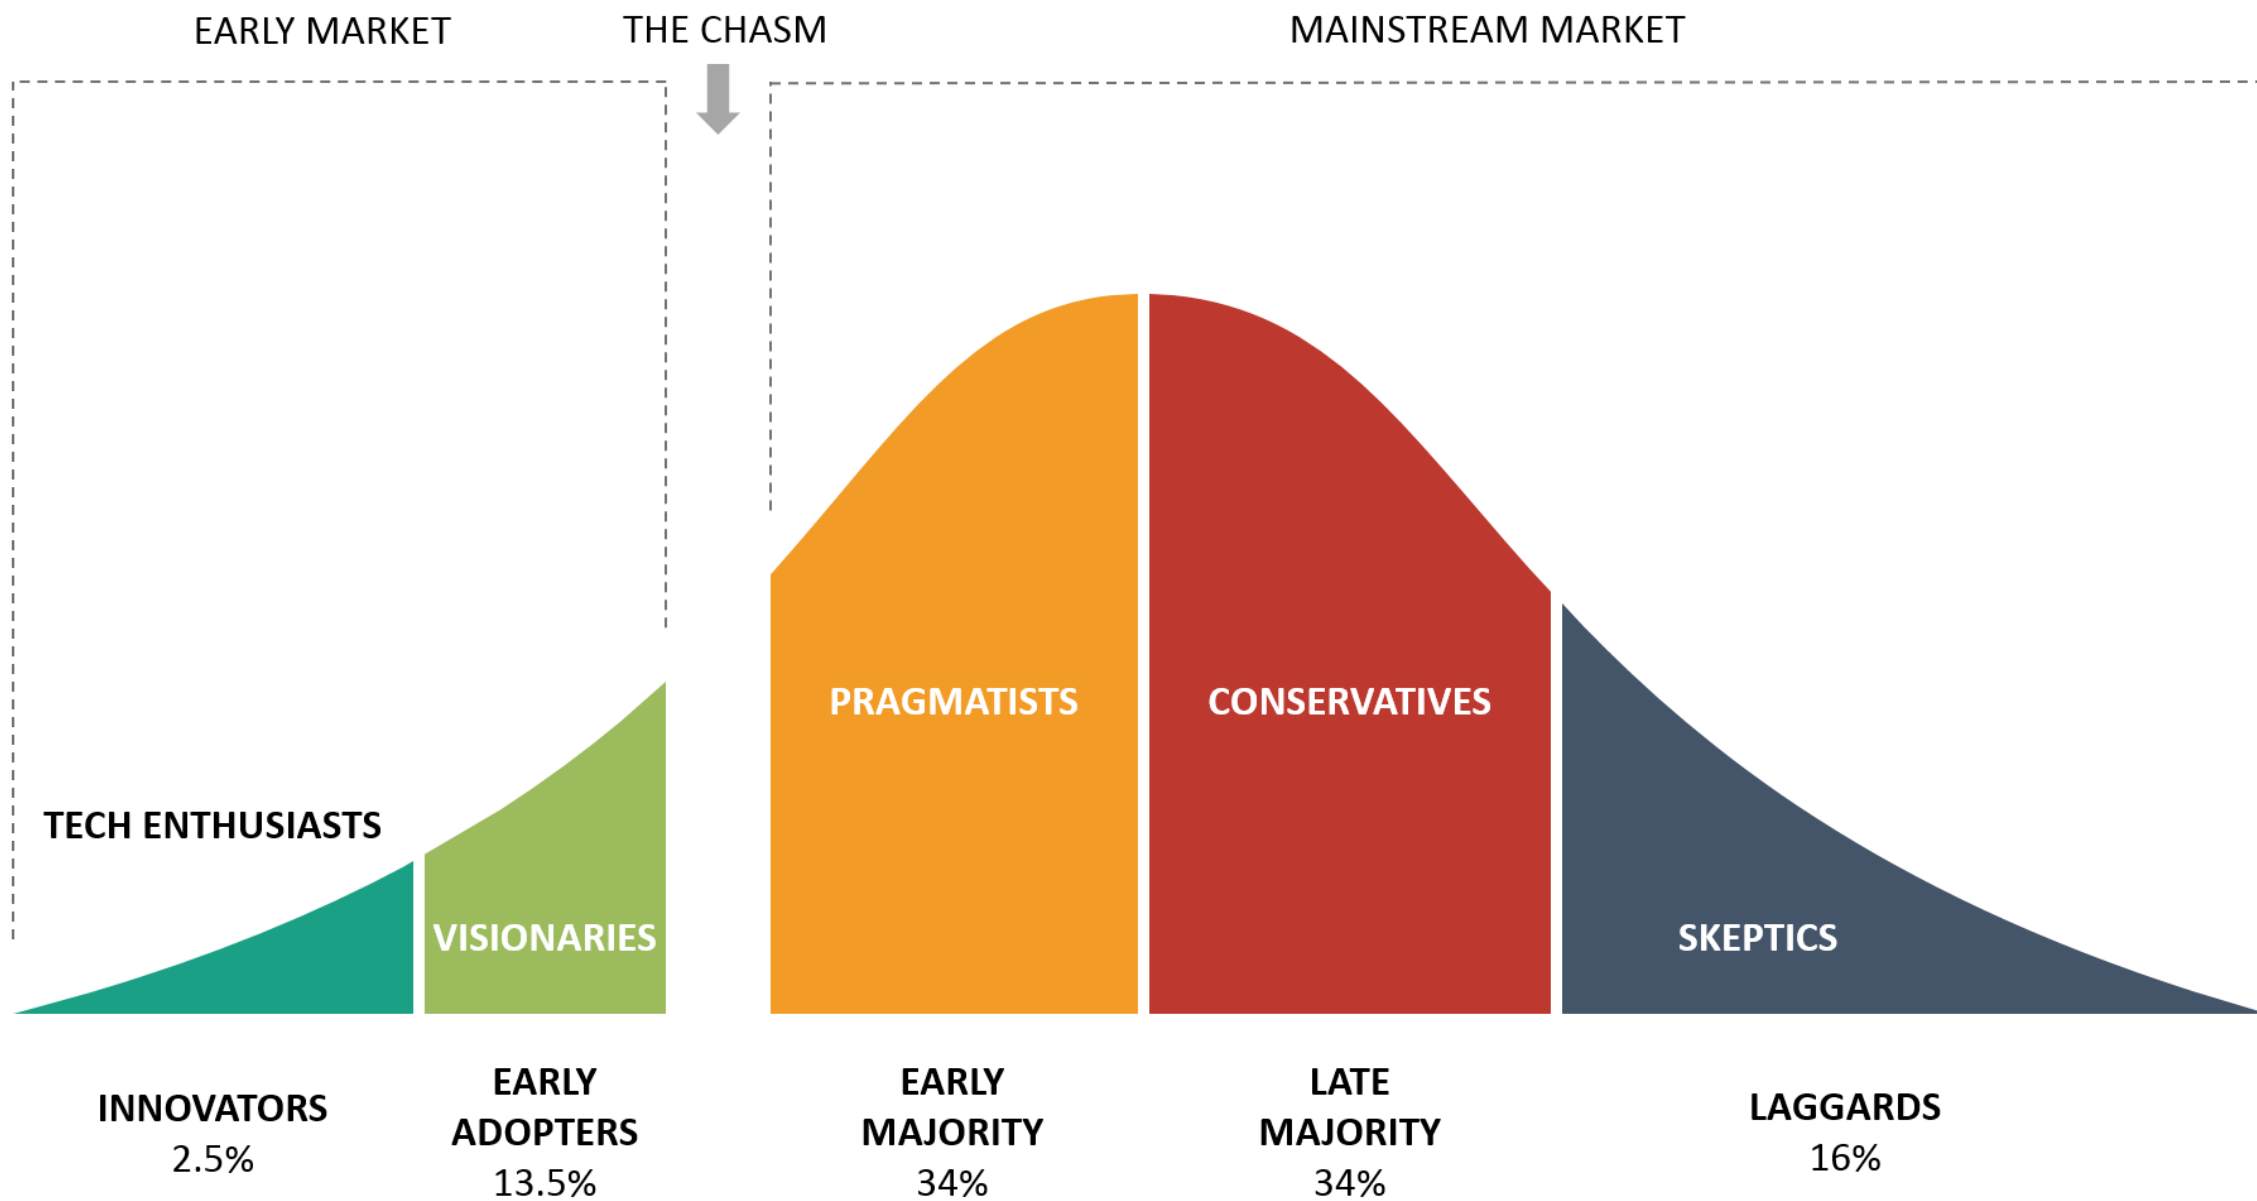 EARLY MARKET
THE CHASM
MAINSTREAM MARKET
TECH ENTHUSIASTS
VISIONARIES
PRAGMATISTS
CONSERVATIVES
SKEPTICS
INNOVATORS
2.5%
EARLY
ADOPTERS
13.5%
EARLY
MAJORITY
34%
LATE
MAJORITY
34%
LAGGARDS
16%